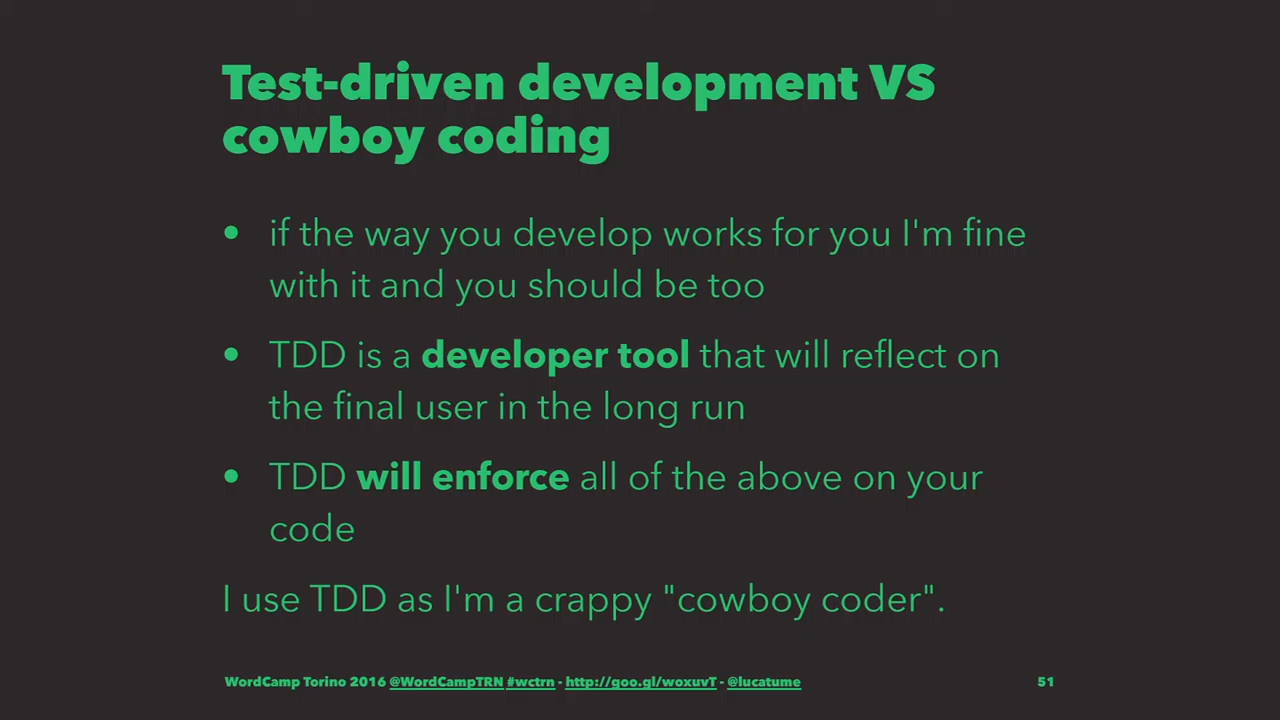 Test-driven development VS
cowboy coding
• if the way you develop works for you I'm fine
with it and you should be too
• TDD is a developer tool that will reflect on
the final user in the long run
• TDD will enforce all of the above on your
code
I use TDD as I'm a crappy "cowboy coder".
WordCamp Torino 2016 @WordCampTRN #wctrn - http://goo.gl/woxuvT - @lucatume 51